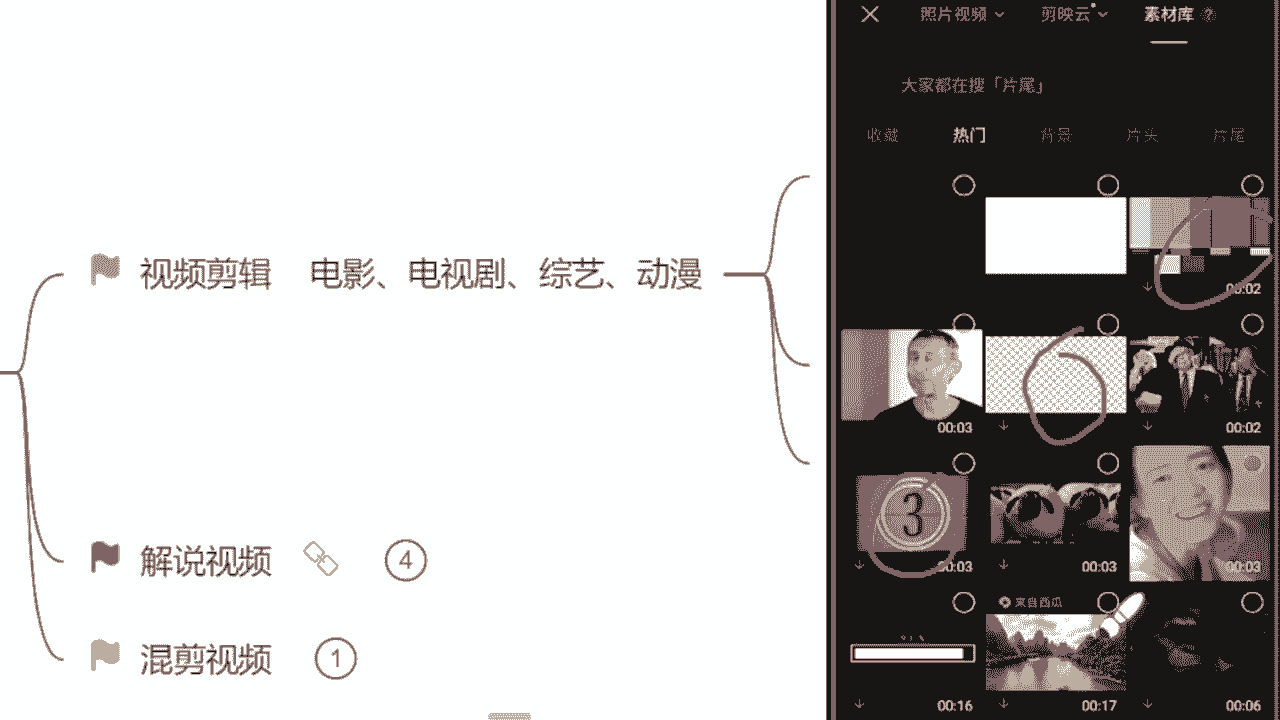 视频剪辑 电影、电视剧、综艺、动漫
解说视频 4
混剪视频 1
照片视频 剪映云 素材库
大家都在搜「片尾」
收藏 热门 背景 片头 片尾
00:02
00:03 00:02
3
00:03 00:03 00:03
来自西瓜
00:16 00:17 00:06